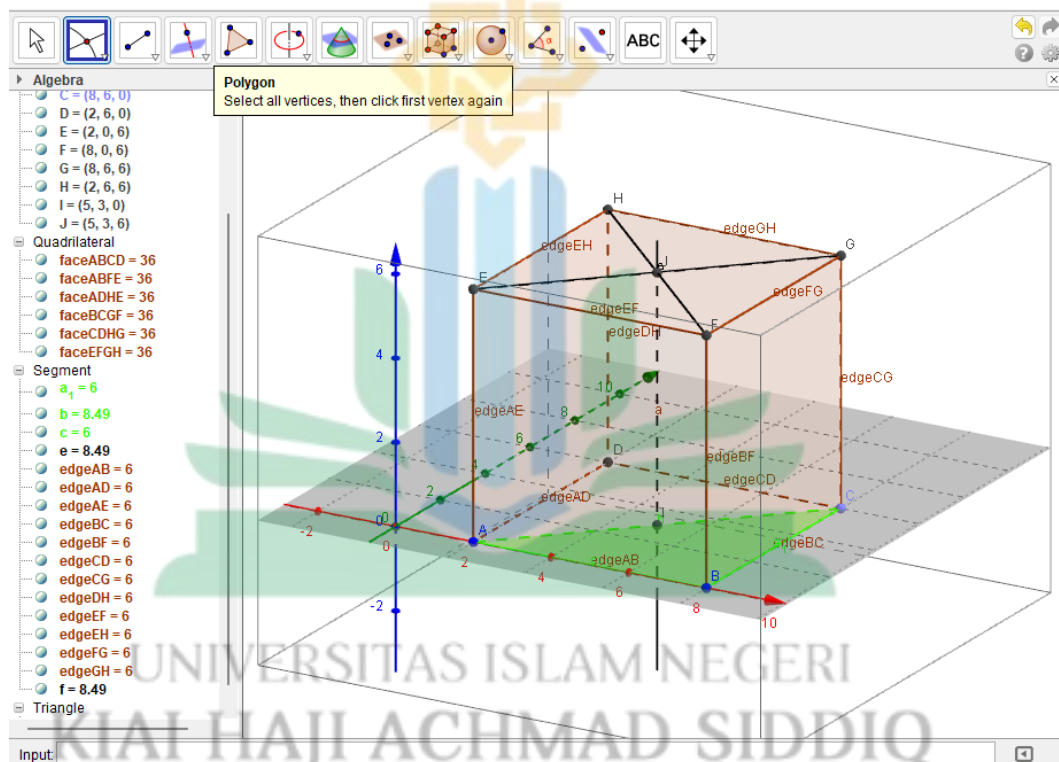 ABC
Polygon
Select all vertices, then click first vertex again
Algebra
C = (8, 6, 0)
D = (2, 6, 0)
E = (2, 0, 6)
F = (8, 0, 6)
G = (8, 6, 6)
H = (2, 6, 6)
I = (5, 3, 0)
J = (5, 3, 6)
Quadrilateral
faceABCD = 36
faceABFE = 36
faceADHE = 36
faceBCGF = 36
faceCDHG = 36
faceEFGH = 36
Segment
a₁ = 6
b = 8.49
c = 6
e = 8.49
edgeAB = 6
edgeAD = 6
edgeAE = 6
edgeBC = 6
edgeBF = 6
edgeCD = 6
edgeCG = 6
edgeDH = 6
edgeEF = 6
edgeEH = 6
edgeFG = 6
edgeGH = 6
f = 8.49
Triangle
H
edgeGH
edgeEH
G
J
6
E
edgeFG
edgeEF
F
edgeDH
4
edgeCG
10
a
edgeAE
8
2
6
D
edgeBF
4
edgeCD
edgeAD
2
C
0
0
I
A
-2
0
edgeBC
2
edgeAB
4
B
6
8
-2
10
UNIVERSITAS ISLAM NEGERI
KIAI HAJI ACHMAD SIDDIQ
Input: